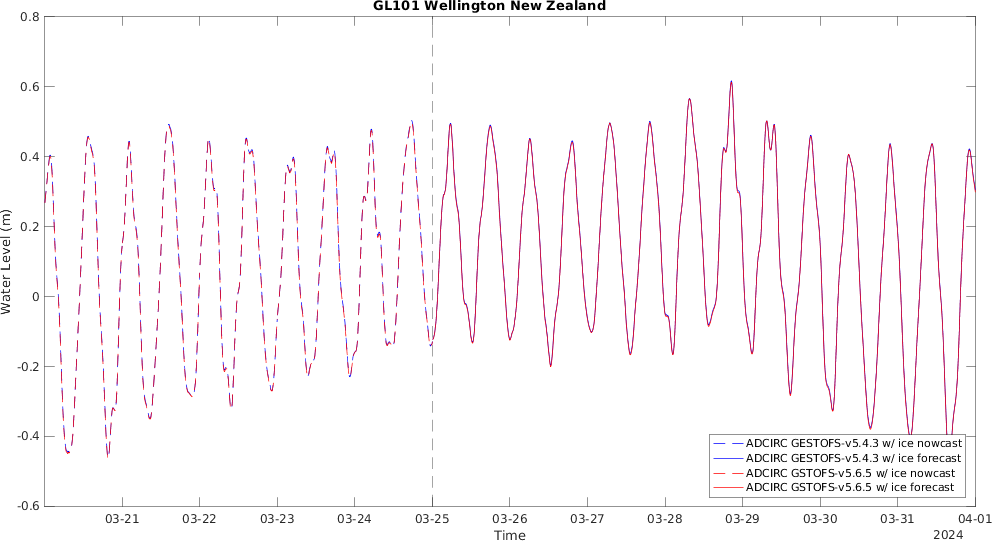 GL101 Wellington New Zealand
0.8
0.6
0.4
0.2
0
-0.2
-0.4
-0.6
Water Level (m)
ADCIRC GESTOFS-v5.4.3 w/ ice nowcast
ADCIRC GESTOFS-v5.4.3 w/ ice forecast
ADCIRC GSTOFS-v5.6.5 w/ ice nowcast
ADCIRC GSTOFS-v5.6.5 w/ ice forecast
03-21 03-22 03-23 03-24 03-25 03-26 03-27 03-28 03-29 03-30 03-31 04-01
Time
2024